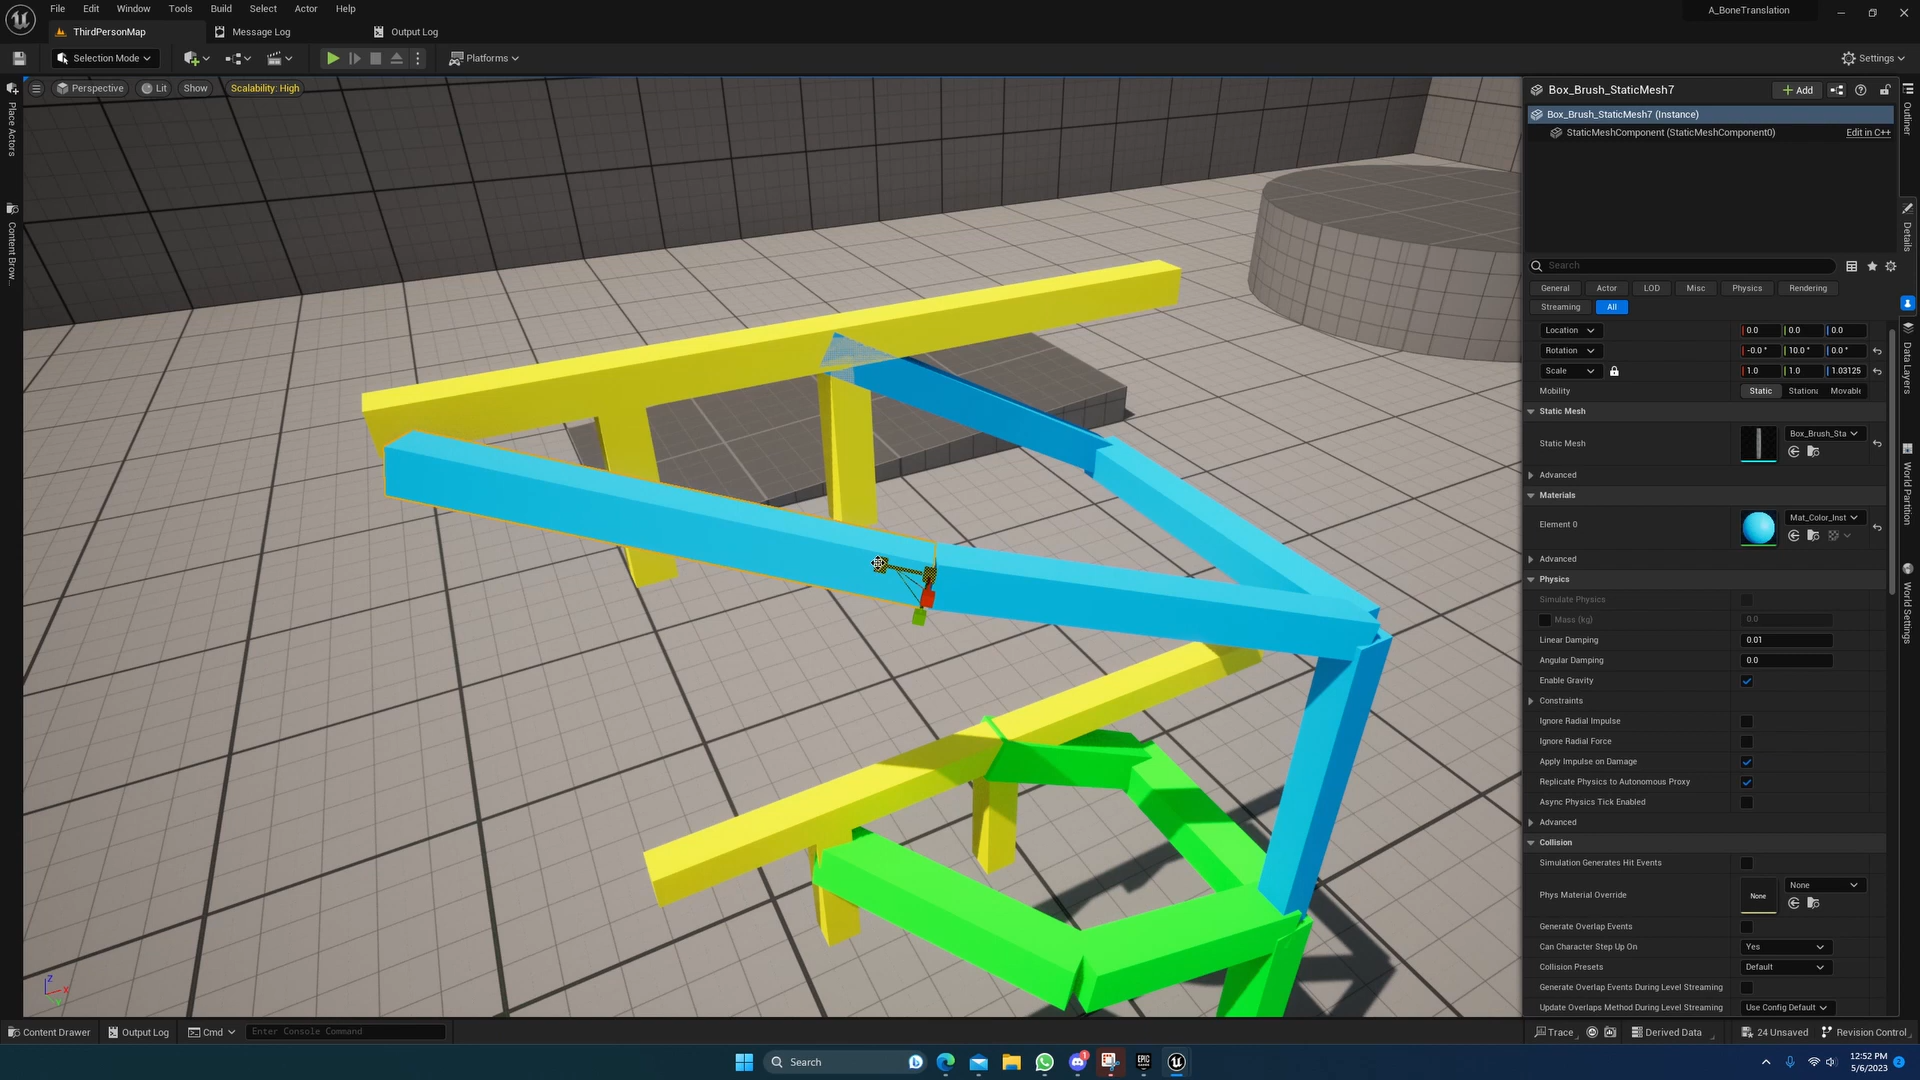 File Edit Window Tools Build Select Actor Help
A_BoneTranslation
ThirdPersonMap Message Log Output Log
Selection Mode Platforms Settings
Perspective Lit Show Scalability: High
Place Actors
Content Brow...
Box_Brush_StaticMesh7 Add
Box_Brush_StaticMesh7 (Instance)
StaticMeshComponent (StaticMeshComponent0) Edit in C++
Search
General Actor LOD Misc Physics Rendering
Streaming All
Location 0.0 0.0 0.0
Rotation -0.0 ° 10.0 ° 0.0 °
Scale 1.0 1.0 1.03125
Mobility Static Station Movable
Static Mesh
Static Mesh Box_Brush_Sta
Advanced
Materials
Element 0 Mat_Color_Inst
Advanced
Physics
Simulate Physics
Mass (kg) 0.0
Linear Damping 0.01
Angular Damping 0.0
Enable Gravity
Constraints
Ignore Radial Impulse
Ignore Radial Force
Apply Impulse on Damage
Replicate Physics to Autonomous Proxy
Async Physics Tick Enabled
Advanced
Collision
Simulation Generates Hit Events
Phys Material Override None None
Generate Overlap Events
Can Character Step Up On Yes
Collision Presets Default
Generate Overlap Events During Level Streaming
Update Overlaps Method During Level Streaming Use Config Default
Outliner
Details
Data Layers
World Partition
World Settings
Z X Y
Content Drawer Output Log Cmd Enter Console Command
Trace Derived Data 24 Unsaved Revision Control
Search
EPIC
12:52 PM
5/6/2023